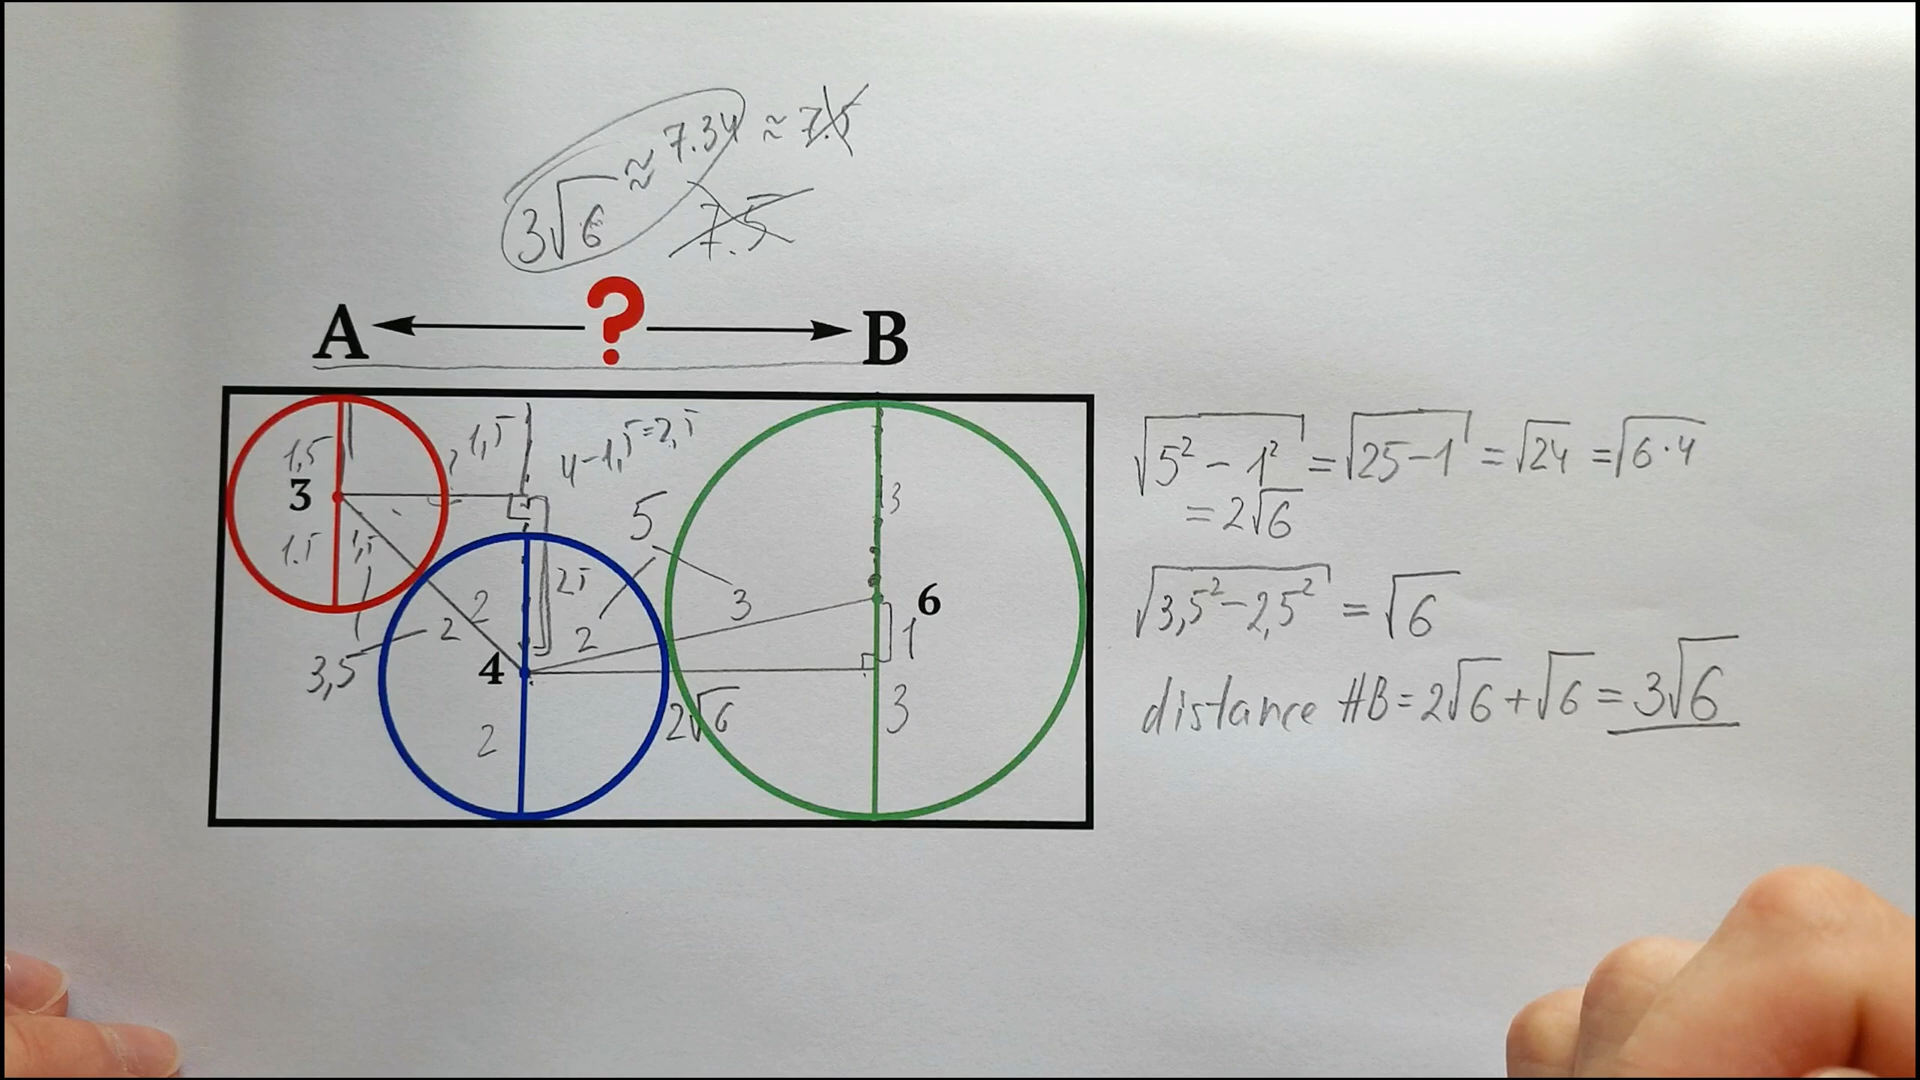 3√6 ≈ 7.34 ≈ 7.5
7.5
A ? B
1,5 ? 1,5 4-1,5=2,5
3 5 3
1.5 1,5 2 25 3 6
2 2 1
3,5 4
2 2√6 3
√5²-1² = √25-1 = √24 = √6·4
= 2√6
√3,5²-2,5² = √6
distance AB = 2√6 + √6 = 3√6